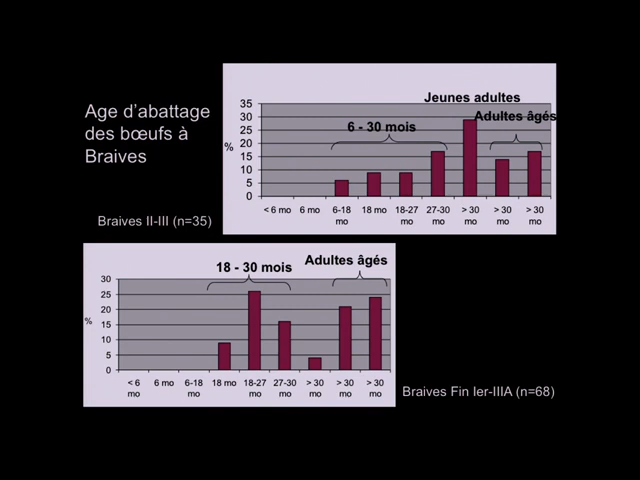 Age d’abattage
des bœufs à
Braives
Jeunes adultes
Adultes âgés
6 - 30 mois
%
35
30
25
20
15
10
5
0
< 6 mo 6 mo 6-18 mo 18 mo 18-27 mo 27-30 mo > 30 mo > 30 mo > 30 mo
Braives II-III (n=35)
18 - 30 mois
Adultes âgés
%
30
25
20
15
10
5
0
< 6 mo 6 mo 6-18 mo 18 mo 18-27 mo 27-30 mo > 30 mo > 30 mo > 30 mo
Braives Fin Ier-IIIA (n=68)